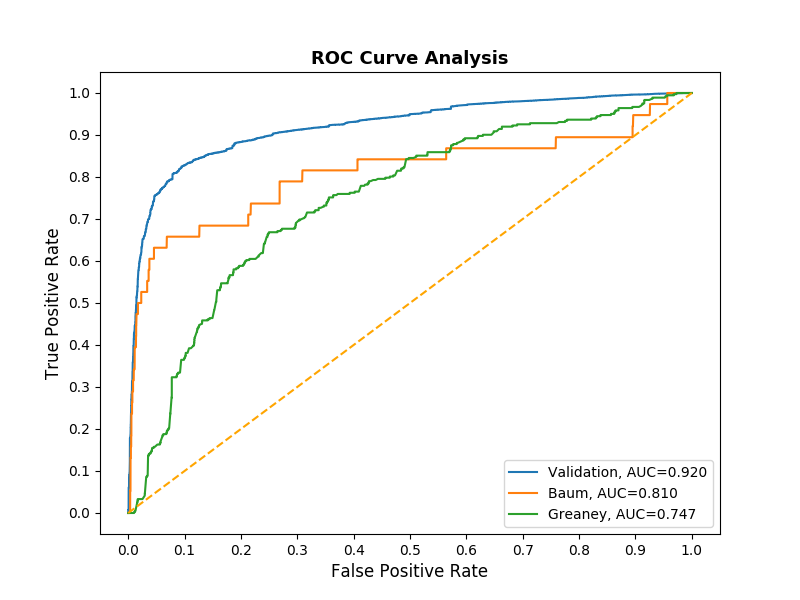 ROC Curve Analysis
True Positive Rate
1.0
0.9
0.8
0.7
0.6
0.5
0.4
0.3
0.2
0.1
0.0
Validation, AUC=0.920
Baum, AUC=0.810
Greaney, AUC=0.747
0.0 0.1 0.2 0.3 0.4 0.5 0.6 0.7 0.8 0.9 1.0
False Positive Rate